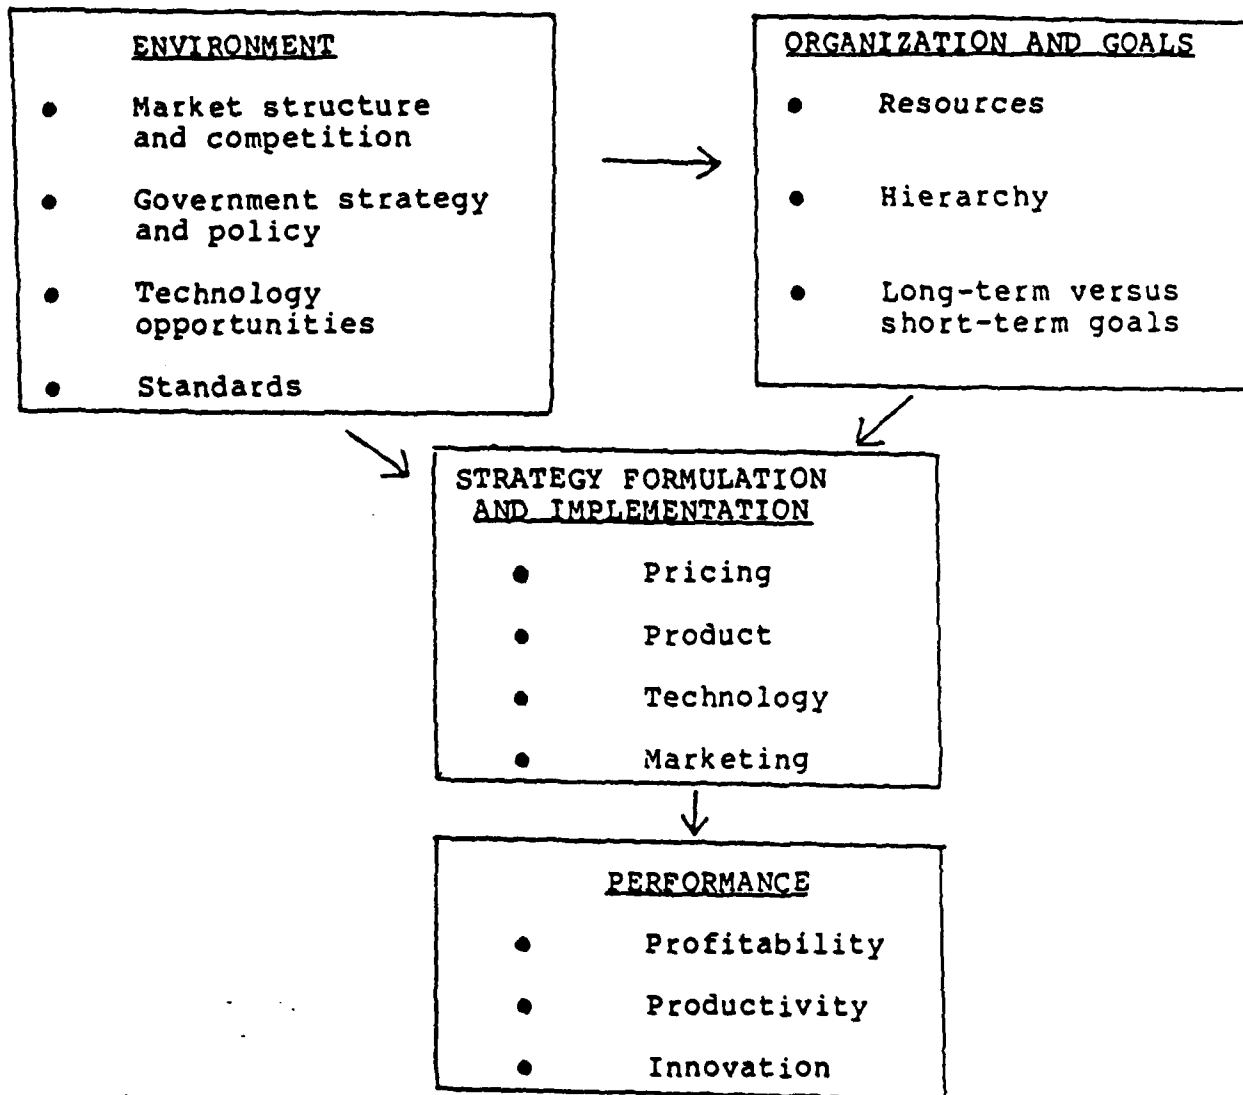 ENVIRONMENT
● Market structure
and competition
● Government strategy
and policy
● Technology
opportunities
● Standards
ORGANIZATION AND GOALS
● Resources
● Hierarchy
● Long-term versus
short-term goals
STRATEGY FORMULATION
AND IMPLEMENTATION
● Pricing
● Product
● Technology
● Marketing
PERFORMANCE
● Profitability
● Productivity
● Innovation